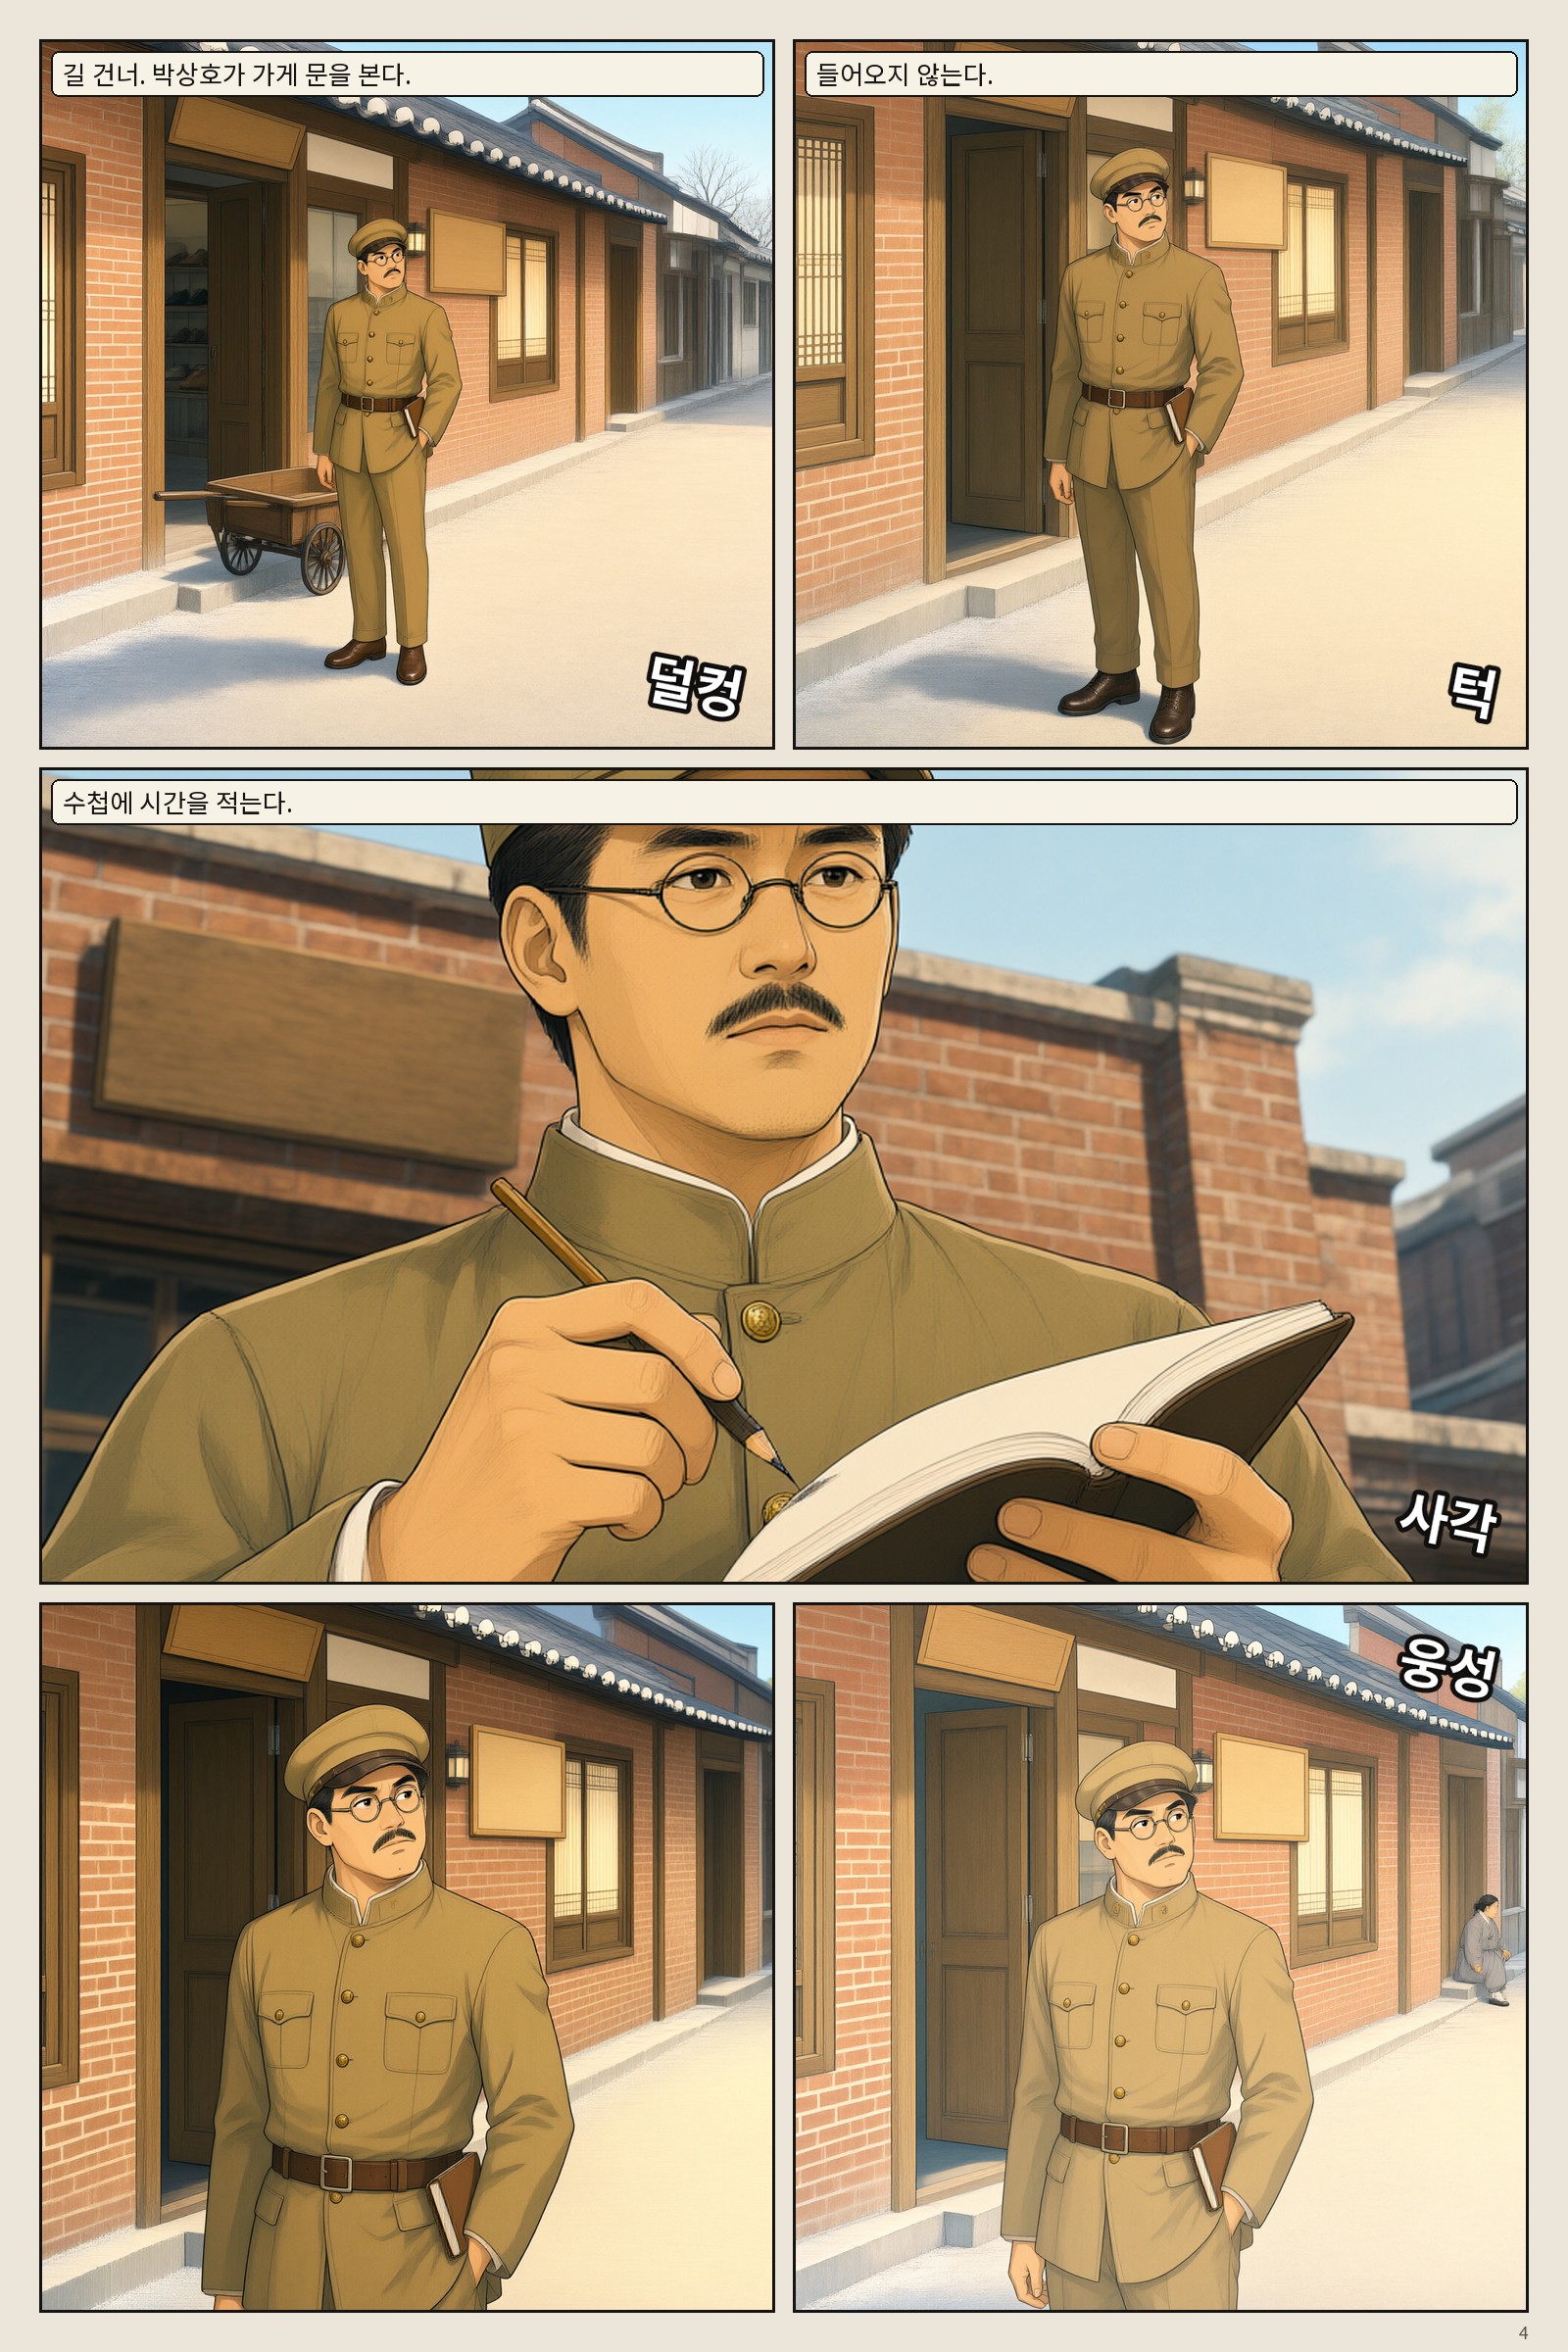 길 건너. 박상호가 가게 문을 본다.
덜컹
들어오지 않는다.
턱
수첩에 시간을 적는다.
사각
웅성
4